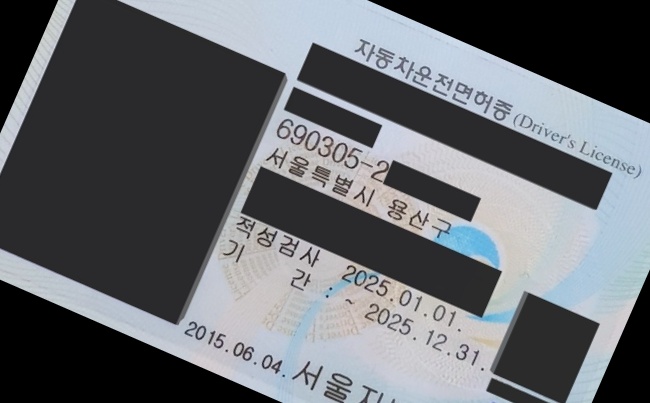 자동차운전면허증 (Driver's License)
690305-2
서울특별시 용산구
적성검사 2025.01.01.
기 간 : ~ 2025.12.31.
2015.06.04. 서울